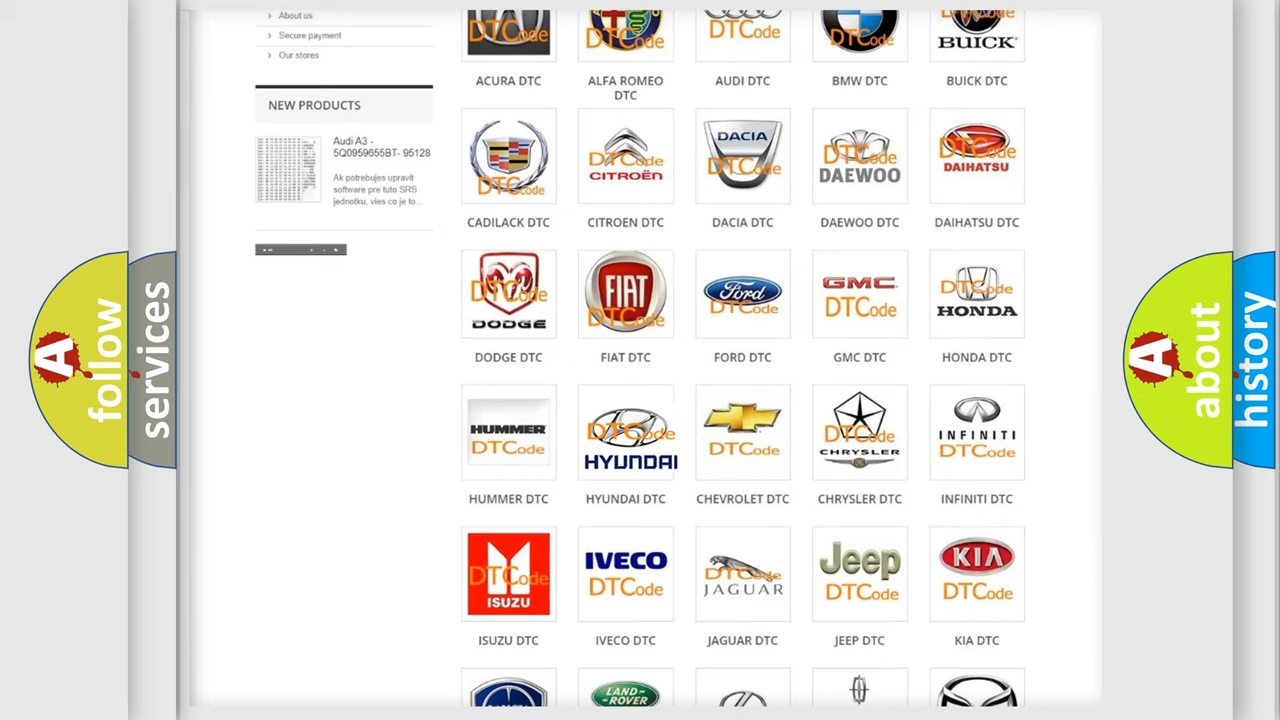 About us
Secure payment
Our stores
NEW PRODUCTS
Audi A3 -
5Q0959655BT- 95128
Ak potrebujes upravit
software pre tuto SRS
jednotku, vies co je to...
DTCode
DTCode
DTCode
DTCode
BUICK
ACURA DTC
ALFA ROMEO
DTC
AUDI DTC
BMW DTC
BUICK DTC
DTCode
DTCode
CITROËN
DACIA
DTCode
DTCode
DAEWOO
DTCode
DAIHATSU
CADILACK DTC
CITROEN DTC
DACIA DTC
DAEWOO DTC
DAIHATSU DTC
DTCode
DODGE
FIAT
DTCode
Ford
DTCode
GMC
DTCode
DTCode
HONDA
DODGE DTC
FIAT DTC
FORD DTC
GMC DTC
HONDA DTC
HUMMER
DTCode
DTCode
HYUNDAI
DTCode
DTCode
CHRYSLER
INFINITI
DTCode
HUMMER DTC
HYUNDAI DTC
CHEVROLET DTC
CHRYSLER DTC
INFINITI DTC
DTCode
ISUZU
IVECO
DTCode
DTCode
JAGUAR
Jeep
DTCode
KIA
DTCode
ISUZU DTC
IVECO DTC
JAGUAR DTC
JEEP DTC
KIA DTC
LAND-
ROVER
A
follow
services
A
about
history